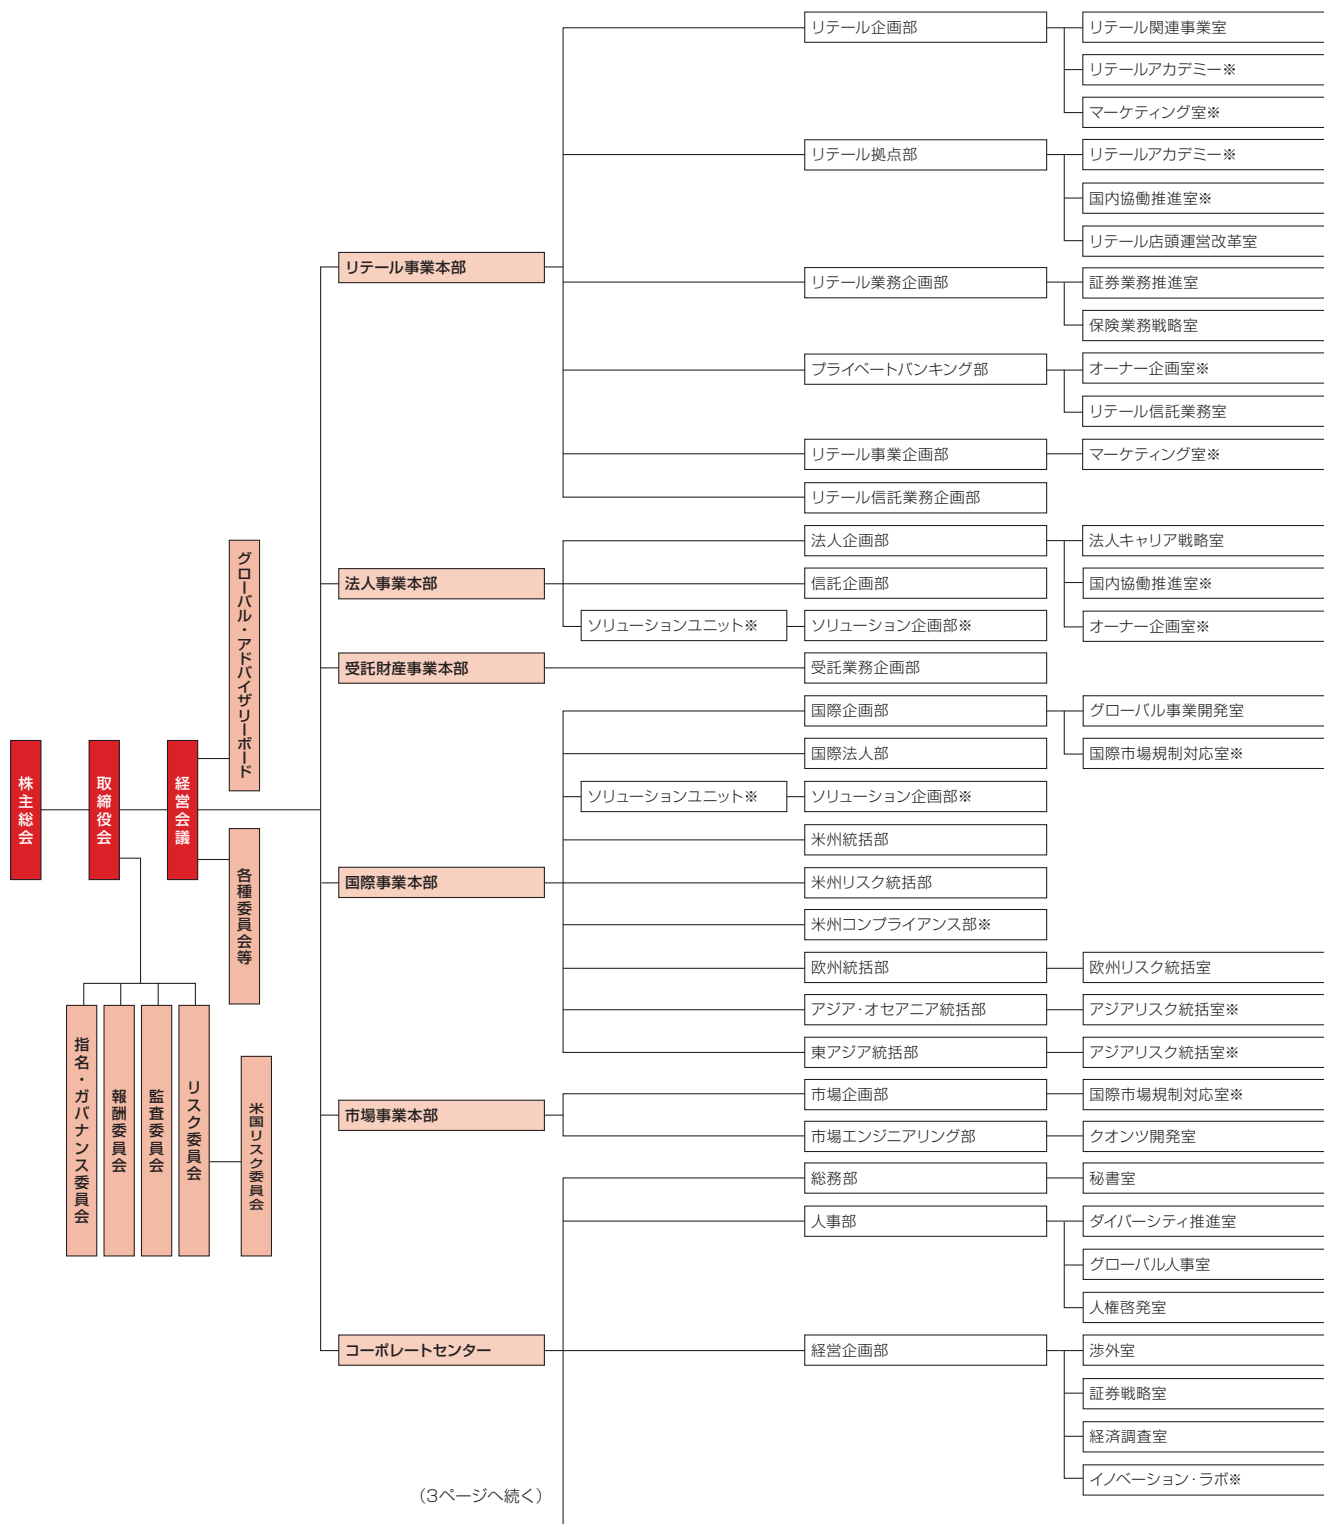 株主総会
取締役会
経営会議
グローバル・アドバイザリーボード
各種委員会等
指名・ガバナンス委員会
報酬委員会
監査委員会
リスク委員会
米国リスク委員会
リテール事業本部
リテール企画部
リテール関連事業室
リテールアカデミー※
マーケティング室※
リテール拠点部
リテールアカデミー※
国内協働推進室※
リテール店頭運営改革室
リテール業務企画部
証券業務推進室
保険業務戦略室
プライベートバンキング部
オーナー企画室※
リテール信託業務室
リテール事業企画部
マーケティング室※
リテール信託業務企画部
法人事業本部
法人企画部
法人キャリア戦略室
国内協働推進室※
オーナー企画室※
信託企画部
ソリューションユニット※
ソリューション企画部※
受託財産事業本部
受託業務企画部
国際事業本部
国際企画部
グローバル事業開発室
国際市場規制対応室※
国際法人部
ソリューションユニット※
ソリューション企画部※
米州統括部
米州リスク統括部
米州コンプライアンス部※
欧州統括部
欧州リスク統括室
アジア・オセアニア統括部
アジアリスク統括室※
東アジア統括部
アジアリスク統括室※
市場事業本部
市場企画部
国際市場規制対応室※
市場エンジニアリング部
クオンツ開発室
コーポレートセンター
総務部
秘書室
人事部
ダイバーシティ推進室
グローバル人事室
人権啓発室
経営企画部
渉外室
証券戦略室
経済調査室
イノベーション・ラボ※
(3ページへ続く)